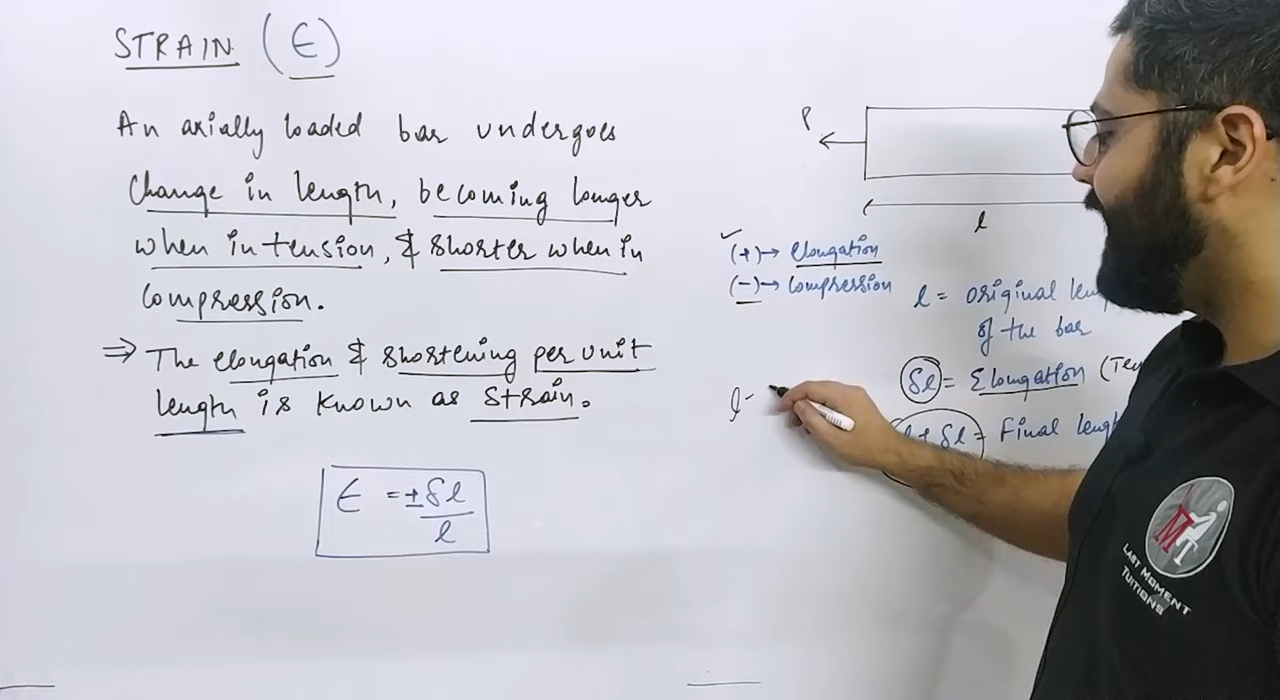 STRAIN (ϵ)
An axially loaded bar undergoes
Change in length, becoming longer
when in tension, & shorter when in
compression.
⇒ The elongation & shortening per unit
length is known as strain.
ϵ = ± δl / l
P
l
(+) → Elongation
(-) → Compression
l = original
of the bar
δl = Elongation
l + δl = Final
l -
LAST MOMENT
TUITIONS